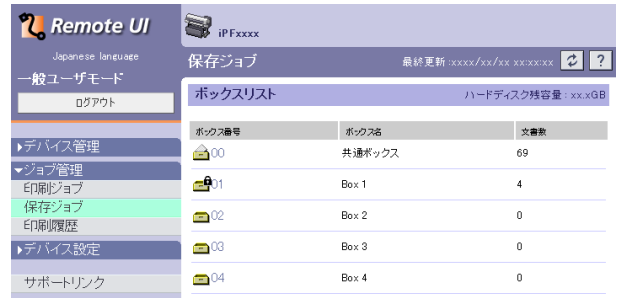 Remote UI
iPFxxxx
Japanese language
一般ユーザモード
ログアウト
▶デバイス管理
▼ジョブ管理
印刷ジョブ
保存ジョブ
印刷履歴
▶デバイス設定
サポートリンク
保存ジョブ
最終更新:xxxx/xx/xx xx:xx:xx
?
ボックスリスト
ハードディスク残容量:xx.xGB
ボックス番号 ボックス名 文書数
00 共通ボックス 69
01 Box 1 4
02 Box 2 0
03 Box 3 0
04 Box 4 0